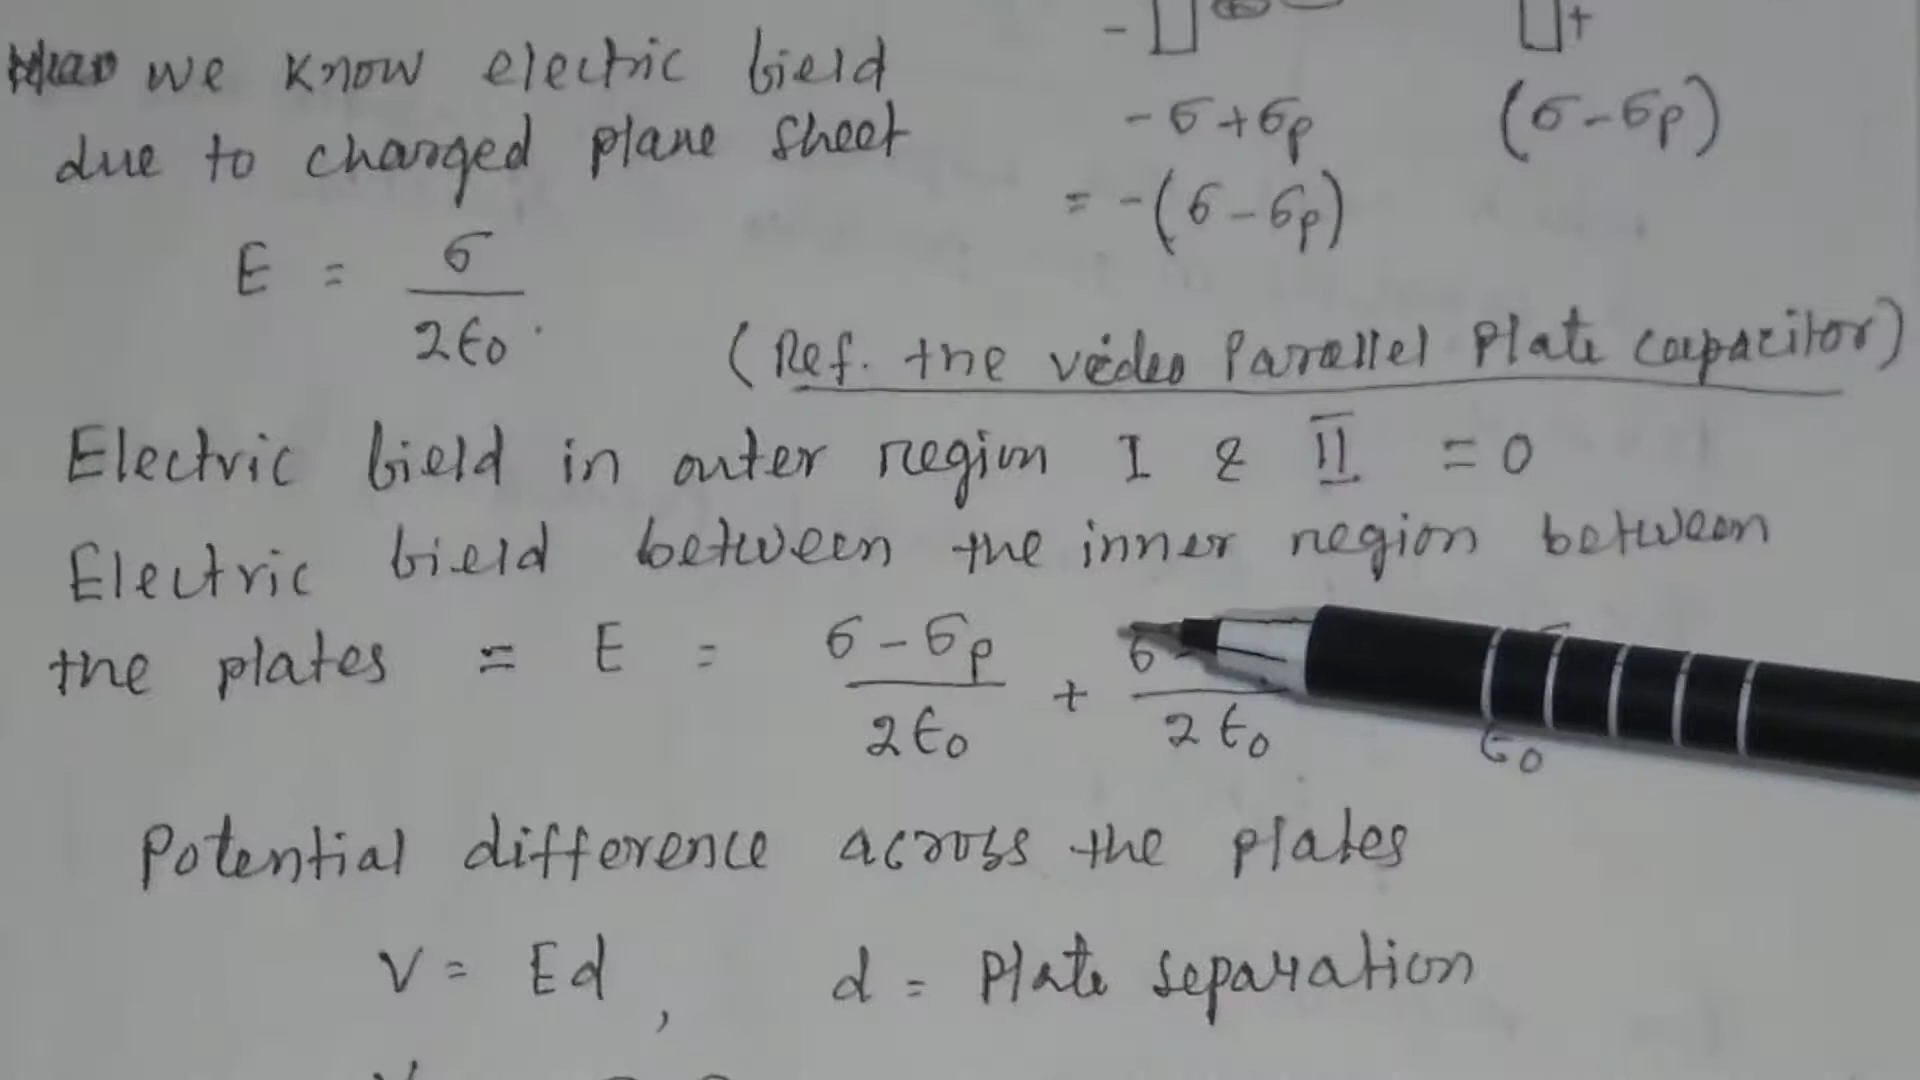 we know electric field
due to charged plane sheet
- +
-σ+σp (σ-σp)
= -(σ-σp)
E = σ/2ϵ0
(Ref. the video Parallel Plate capacitor)
Electric field in outer region I & II = 0
Electric field between the inner region between
the plates = E = σ-σp/2ϵ0 + σ-/2ϵ0 ϵ0
Potential difference across the plates
V = Ed, d = Plate separation